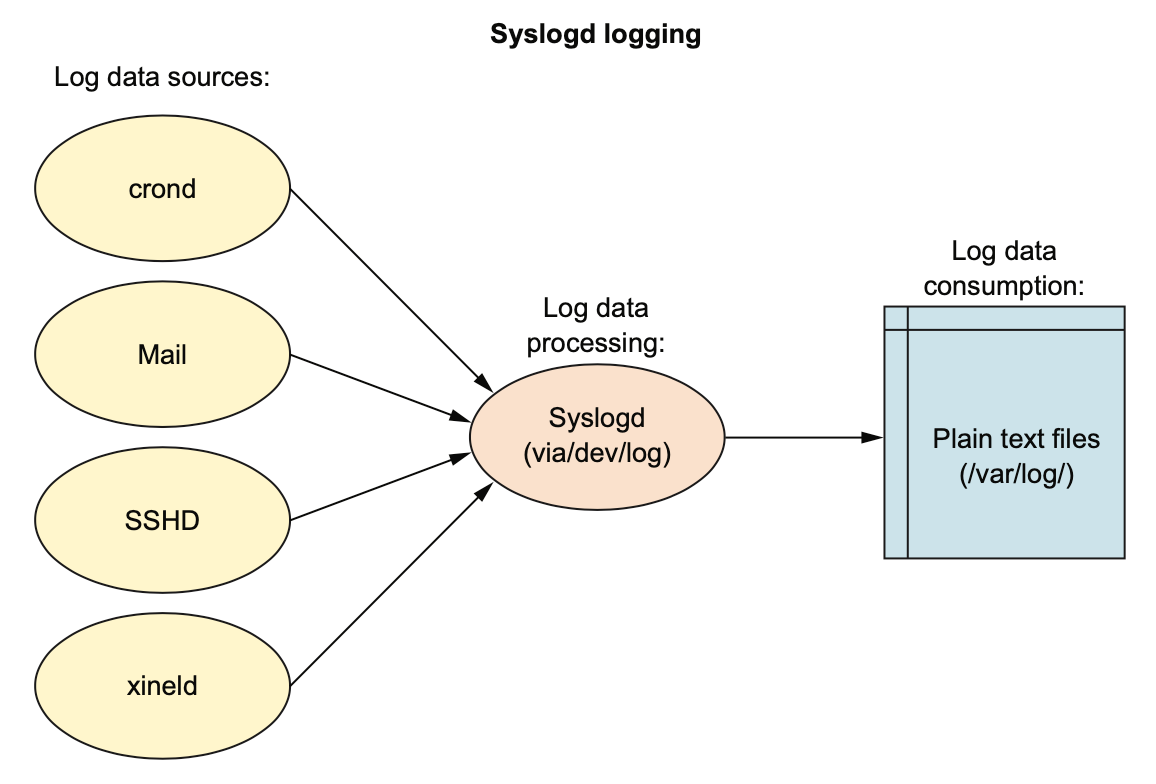 Syslogd logging
Log data sources:
crond
Mail
SSHD
xineld
Log data
processing:
Syslogd
(via/dev/log)
Log data
consumption:
Plain text files
(/var/log/)